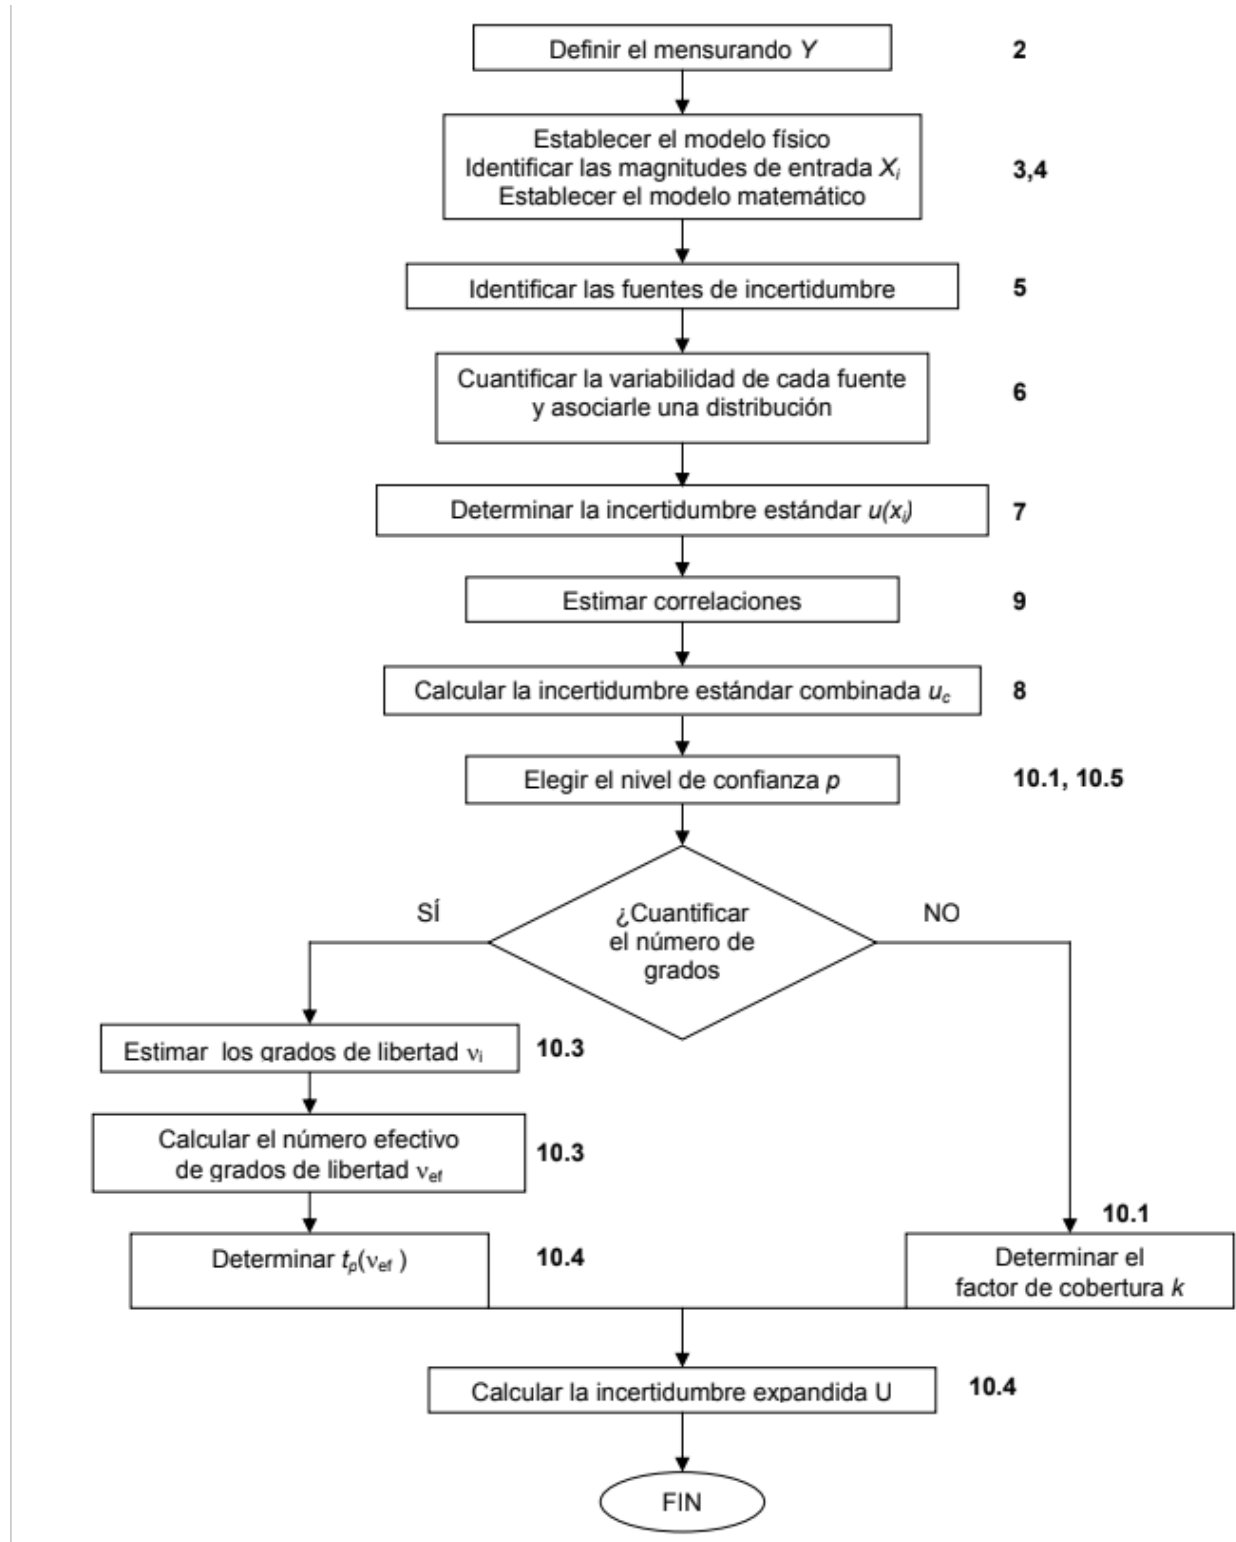 Definir el mensurando Y
2
Establecer el modelo físico
Identificar las magnitudes de entrada Xi
Establecer el modelo matemático
3,4
Identificar las fuentes de incertidumbre
5
Cuantificar la variabilidad de cada fuente
y asociarle una distribución
6
Determinar la incertidumbre estándar u(xi)
7
Estimar correlaciones
9
Calcular la incertidumbre estándar combinada uc
8
Elegir el nivel de confianza p
10.1, 10.5
SÍ
¿Cuantificar
el número de
grados
NO
Estimar los grados de libertad νi
10.3
Calcular el número efectivo
de grados de libertad νef
10.3
10.1
Determinar tp(νef )
10.4
Determinar el
factor de cobertura k
Calcular la incertidumbre expandida U
10.4
FIN